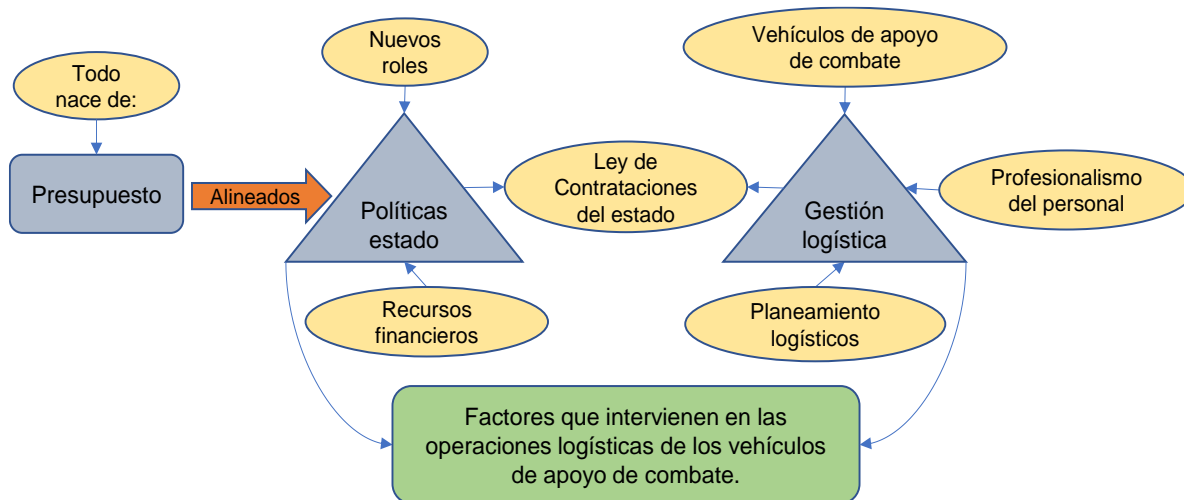 Todo
nace de:
Presupuesto
Alineados
Nuevos
roles
Políticas
estado
Recursos
financieros
Ley de
Contrataciones
del estado
Vehículos de apoyo
de combate
Gestión
logística
Profesionalismo
del personal
Planeamiento
logísticos
Factores que intervienen en las
operaciones logísticas de los vehículos
de apoyo de combate.